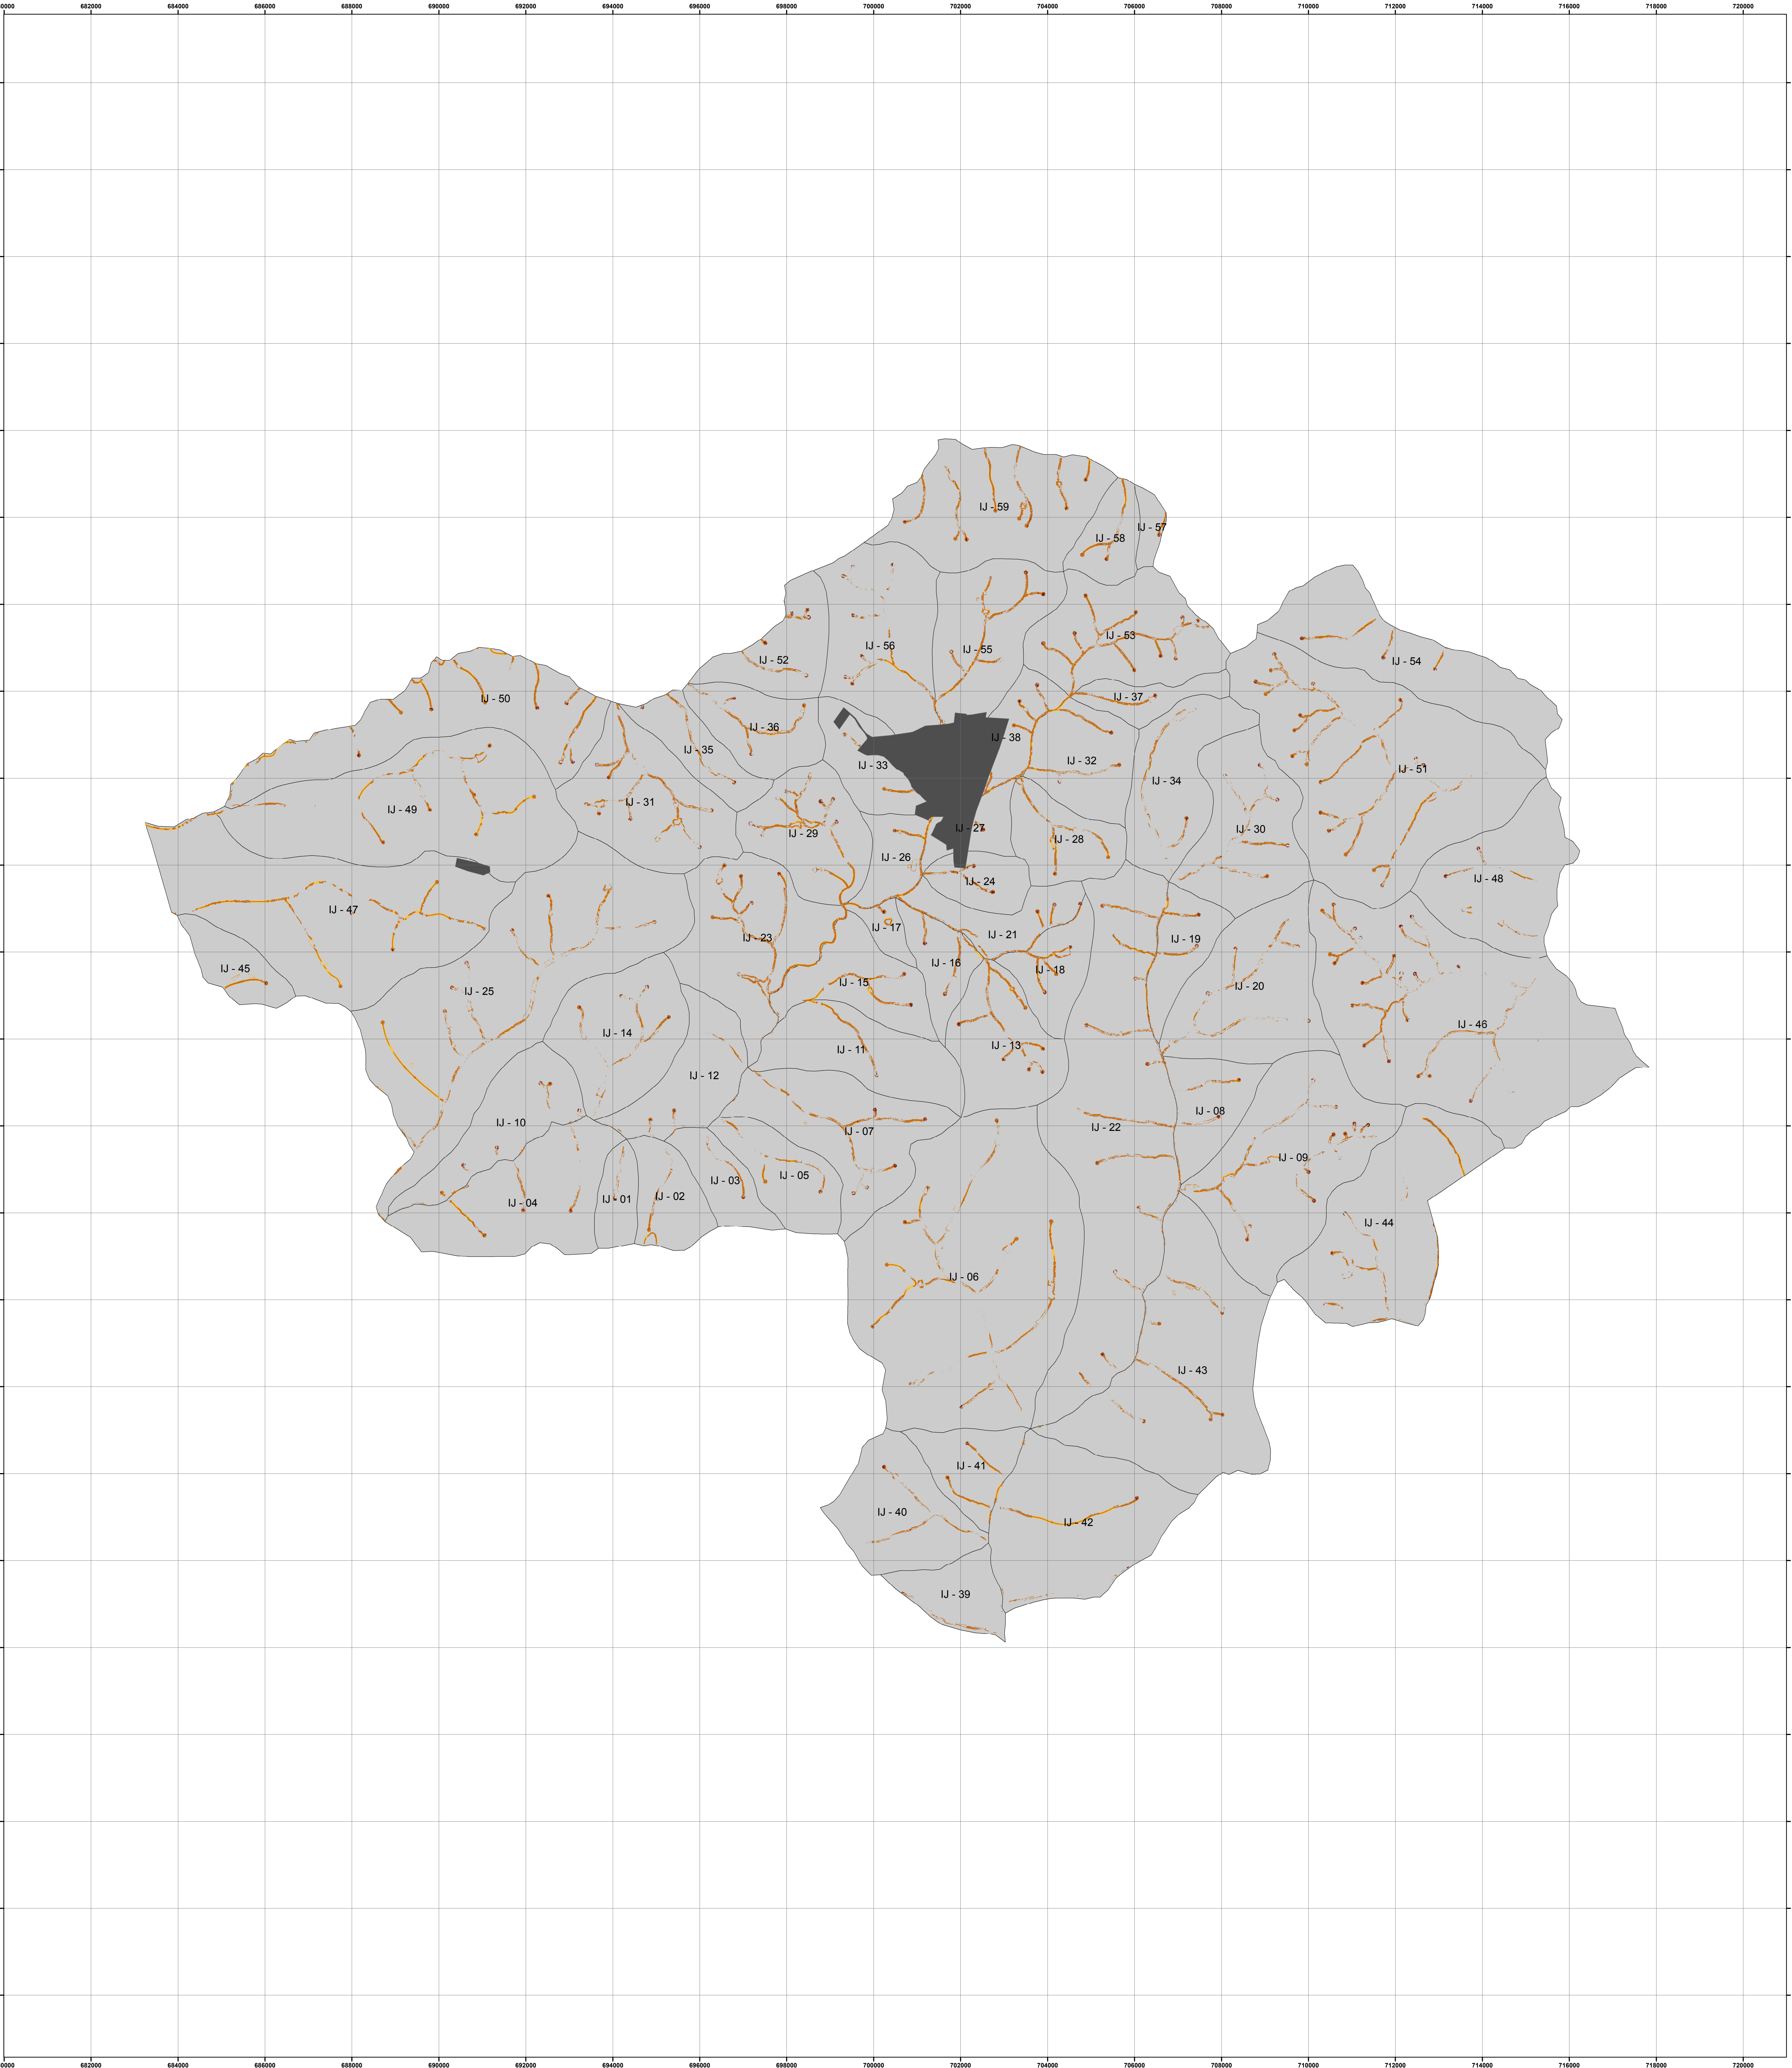 0000 682000 684000 686000 688000 690000 692000 694000 696000 698000 700000 702000 704000 706000 708000 710000 712000 714000 716000 718000 720000
IJ - 59
IJ - 57
IJ - 58
IJ - 53
IJ - 56
IJ - 55
IJ - 52
IJ - 54
IJ - 50
IJ - 37
IJ - 36
IJ - 38
IJ - 35
IJ - 32
IJ - 33
IJ - 51
IJ - 34
IJ - 31
IJ - 49
IJ - 27
IJ - 30
IJ - 29
IJ - 28
IJ - 26
IJ - 48
IJ - 24
IJ - 47
IJ - 17
IJ - 21
IJ - 23
IJ - 19
IJ - 16
IJ - 45
IJ - 18
IJ - 15
IJ - 20
IJ - 25
IJ - 46
IJ - 14
IJ - 13
IJ - 11
IJ - 12
IJ - 08
IJ - 10
IJ - 22
IJ - 07
IJ - 09
IJ - 05
IJ - 03
IJ - 02
IJ - 01
IJ - 04
IJ - 44
IJ - 06
IJ - 43
IJ - 41
IJ - 40
IJ - 42
IJ - 39
0000 682000 684000 686000 688000 690000 692000 694000 696000 698000 700000 702000 704000 706000 708000 710000 712000 714000 716000 718000 720000